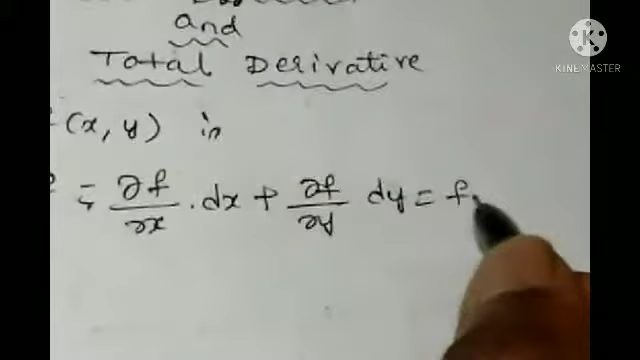 and
Total Derivative
(x, y) is
= ∂f/∂x . dx + ∂f/∂y dy = f
KINEMASTER